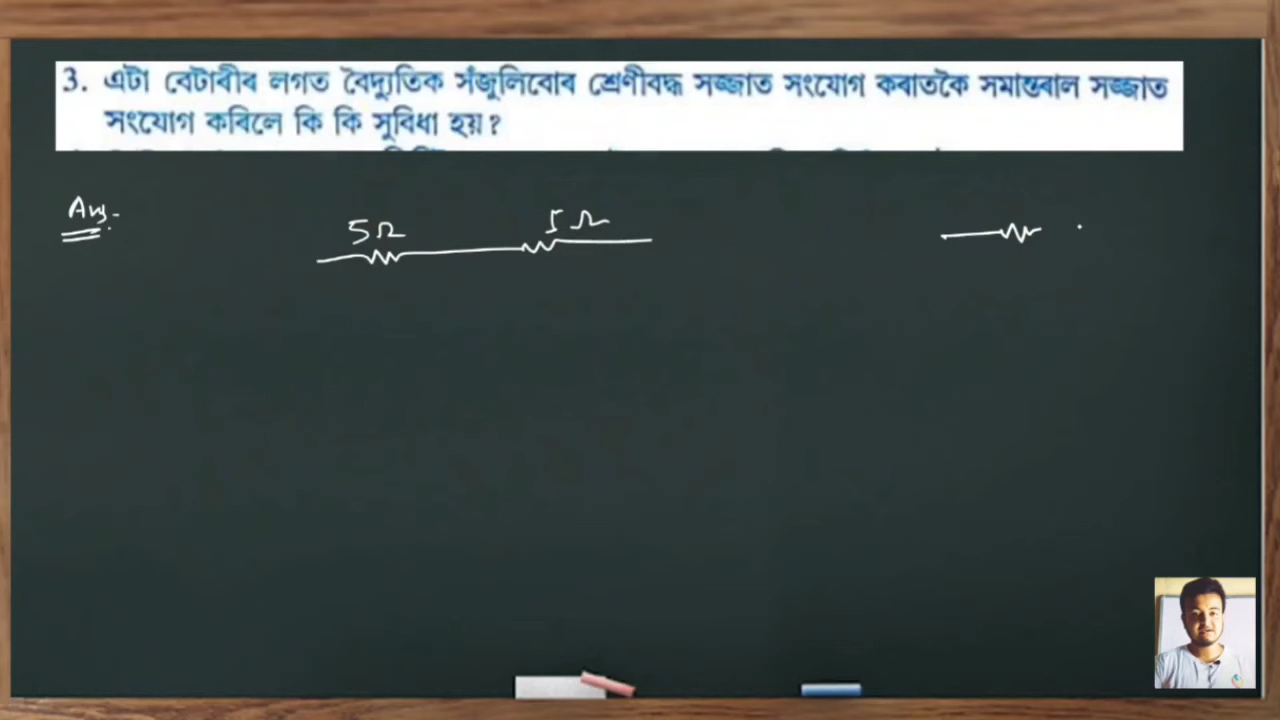 3. এটা বেটাৰীৰ লগত বৈদ্যুতিক সঁজুলিবোৰ শ্ৰেণীবদ্ধ সজ্জাত সংযোগ কৰাতকৈ সমান্তৰাল সজ্জাত
সংযোগ কৰিলে কি কি সুবিধা হয়?
Ans.
5Ω 5Ω